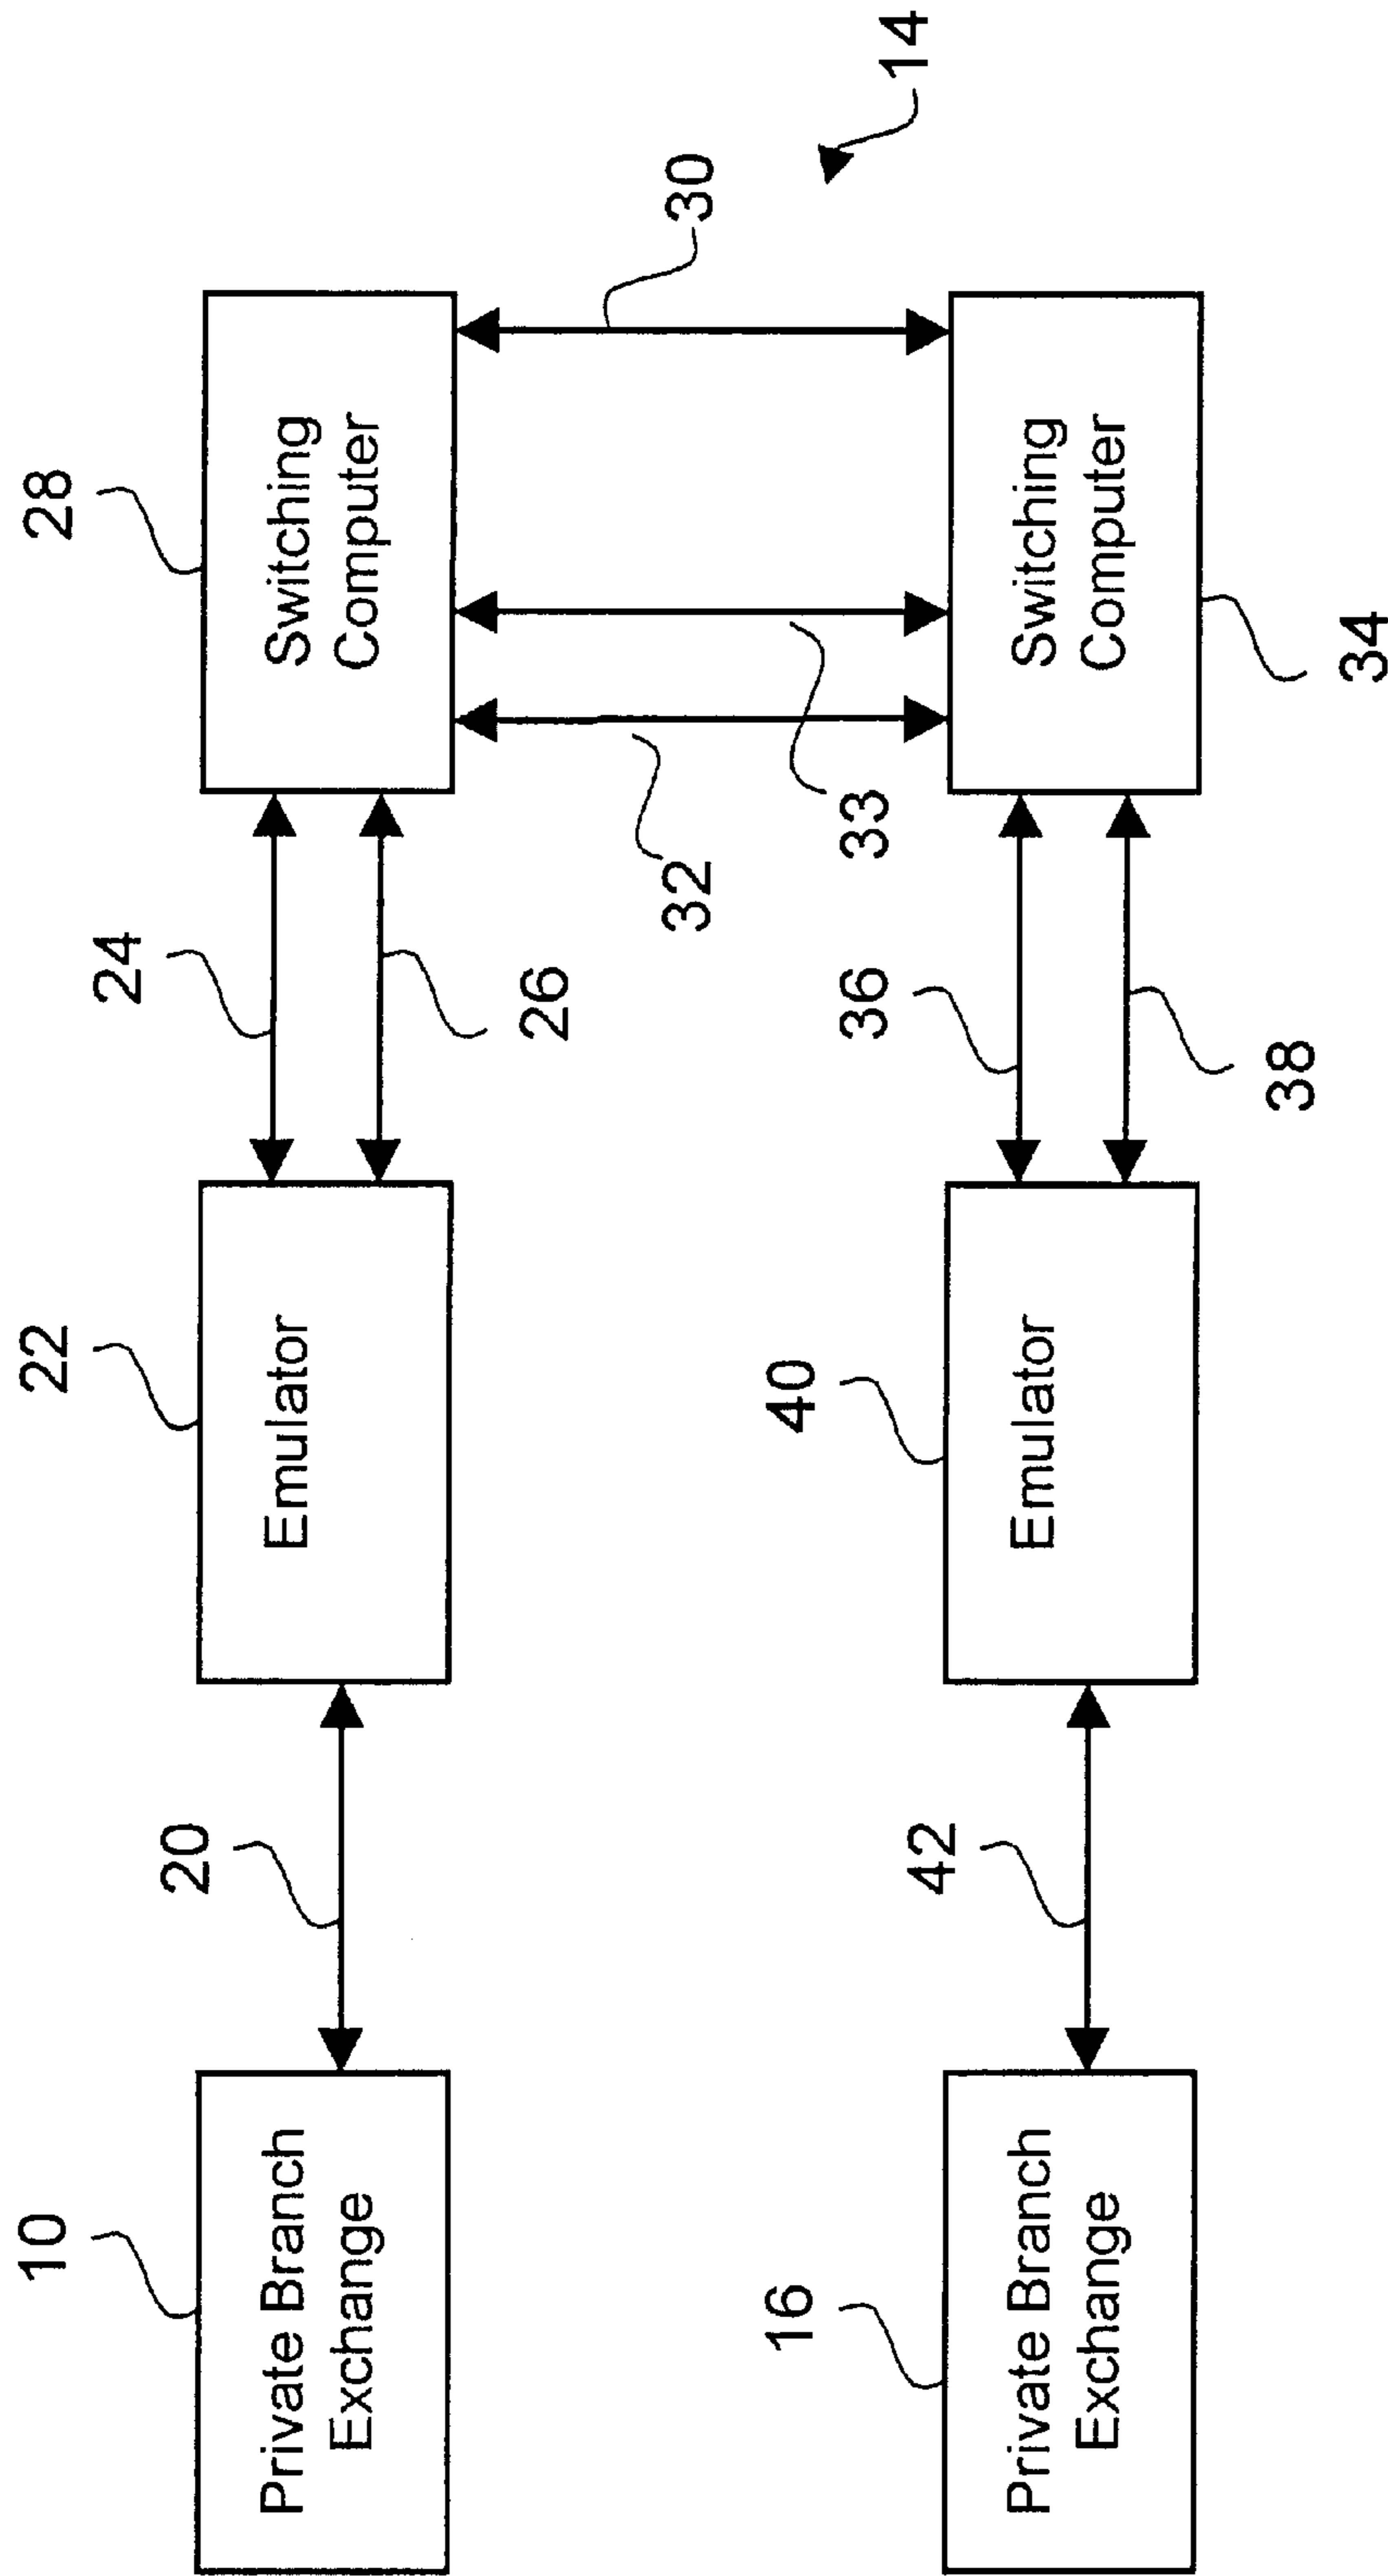 10
20
22
24
28
Private Branch
Exchange
Emulator
Switching
Computer
26
32
33
30
14
16
42
40
36
Private Branch
Exchange
Emulator
Switching
Computer
38
34